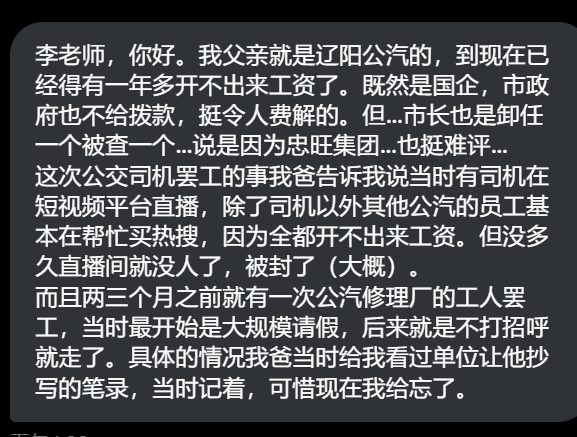 李老师，你好。我父亲就是辽阳公汽的，到现在已
经得有一年多开不出来工资了。既然是国企，市政
府也不给拨款，挺令人费解的。但...市长也是卸任
一个被查一个...说是因为忠旺集团...也挺难评...
这次公交司机罢工的事我爸告诉我说当时有司机在
短视频平台直播，除了司机以外其他公汽的员工基
本在帮忙买热搜，因为全都开不出来工资。但没多
久直播间就没人了，被封了（大概）。
而且两三个月之前就有一次公汽修理厂的工人罢
工，当时最开始是大规模请假，后来就是不打招呼
就走了。具体的情况我爸当时给我看过单位让他抄
写的笔录，当时记着，可惜现在我给忘了。